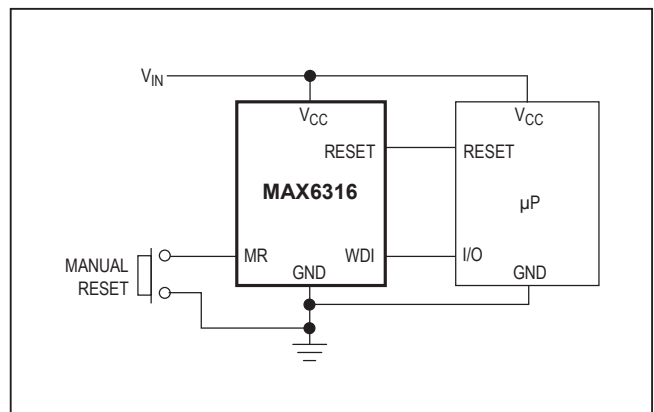 VIN
VCC
VCC
RESET
RESET
MAX6316
µP
MANUAL
RESET
MR
WDI
I/O
GND
GND